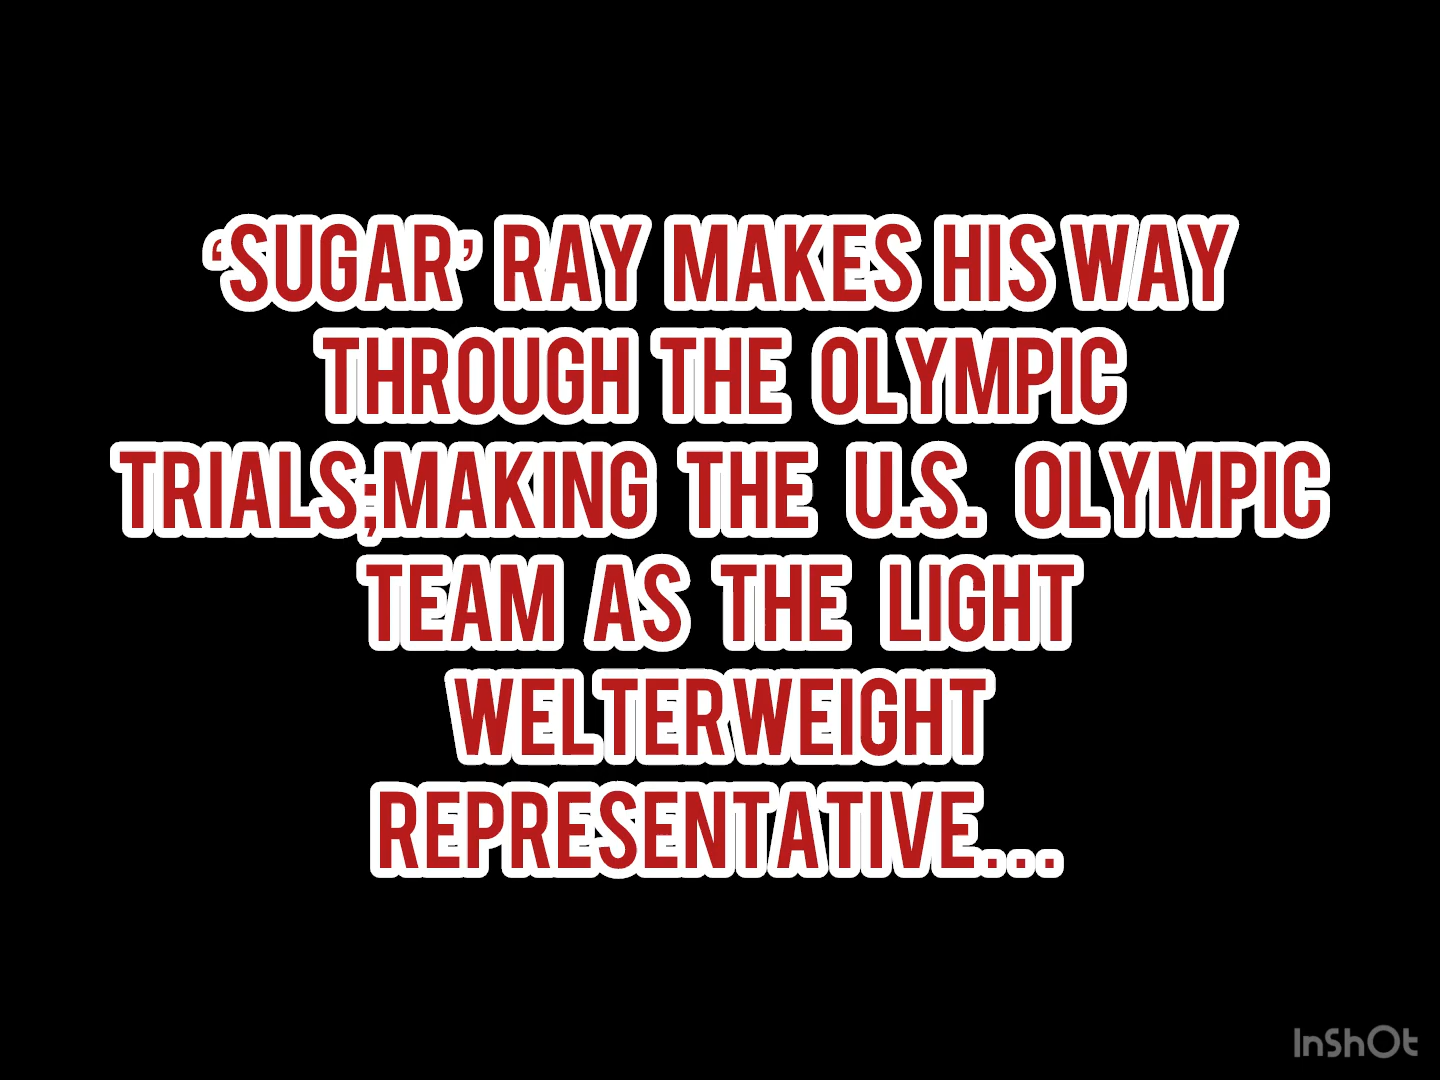 ‘SUGAR’ RAY MAKES HIS WAY
THROUGH THE OLYMPIC
TRIALS;MAKING THE U.S. OLYMPIC
TEAM AS THE LIGHT
WELTERWEIGHT
REPRESENTATIVE...
InShOt